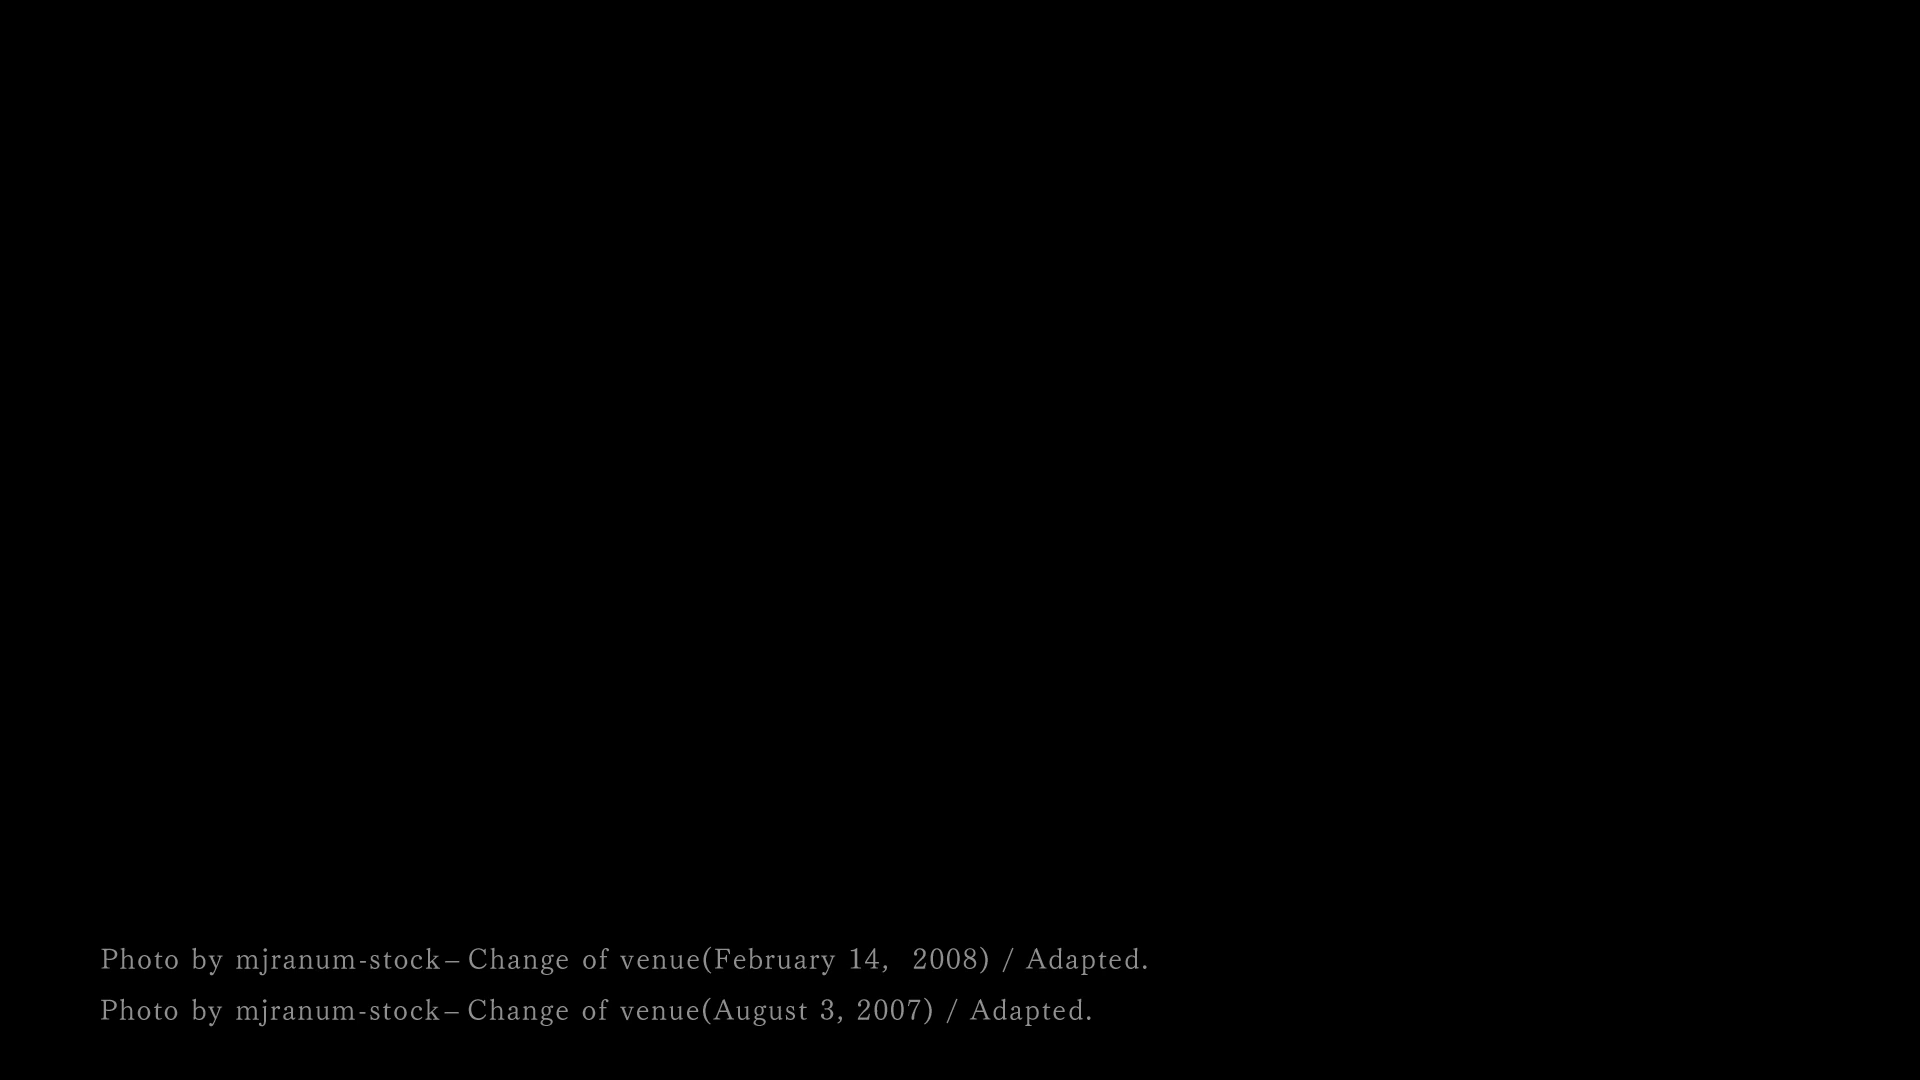 Photo by mjranum-stock – Change of venue(February 14,  2008) / Adapted.
Photo by mjranum-stock – Change of venue(August 3, 2007) / Adapted.